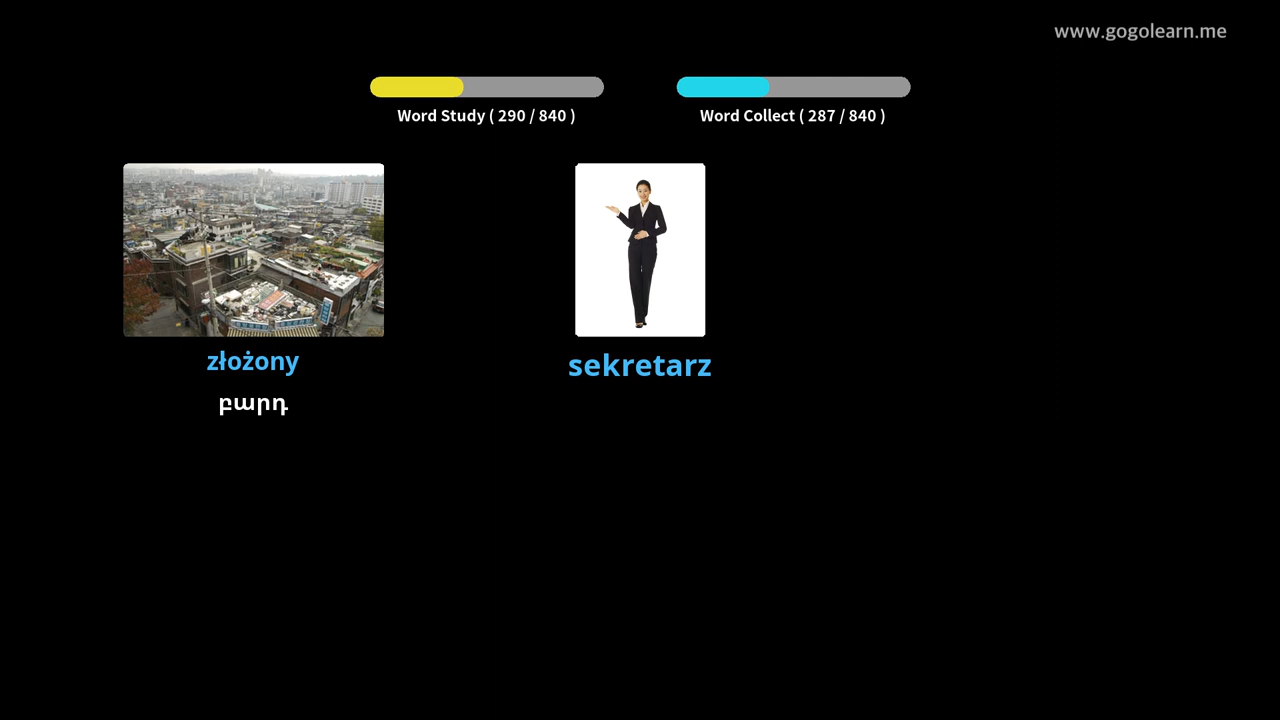 www.gogolearn.me
Word Study ( 290 / 840 )
Word Collect ( 287 / 840 )
złożony
բարդ
sekretarz